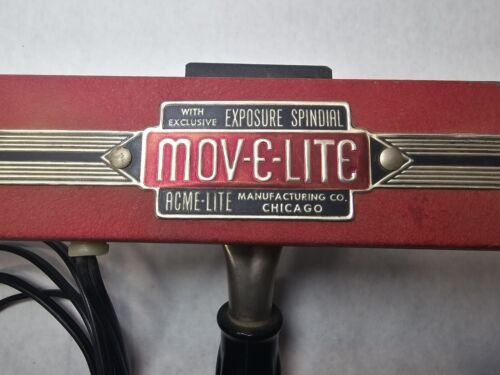 WITH EXCLUSIVE EXPOSURE SPINDIAL
MOV-E-LITE
ACME-LITE MANUFACTURING CO. CHICAGO